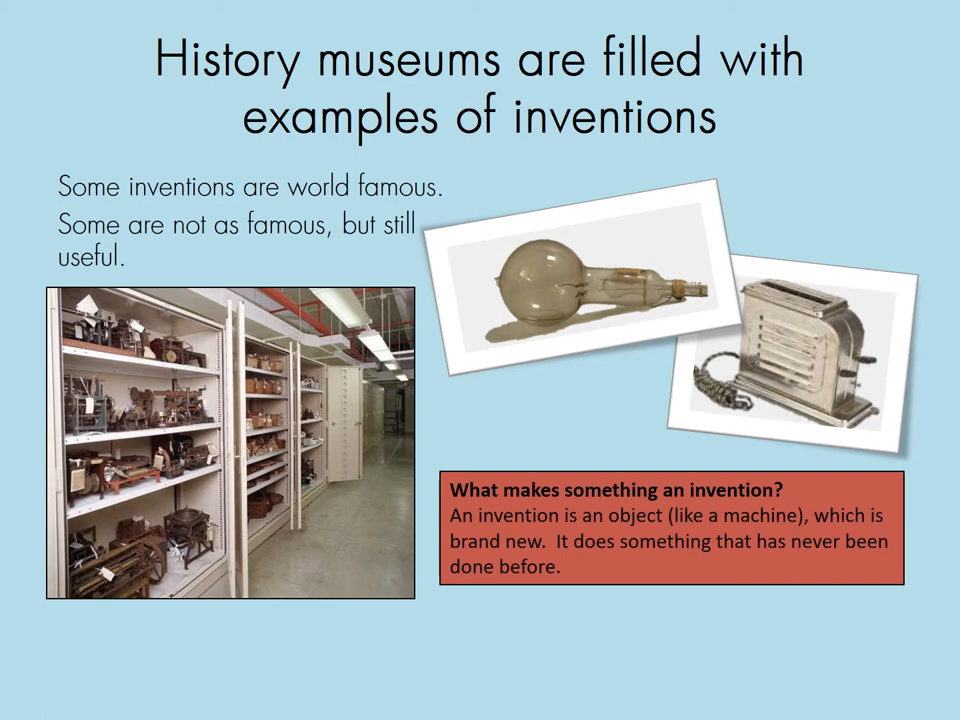 History museums are filled with
examples of inventions
Some inventions are world famous.
Some are not as famous, but still
useful.
What makes something an invention?
An invention is an object (like a machine), which is
brand new.  It does something that has never been
done before.